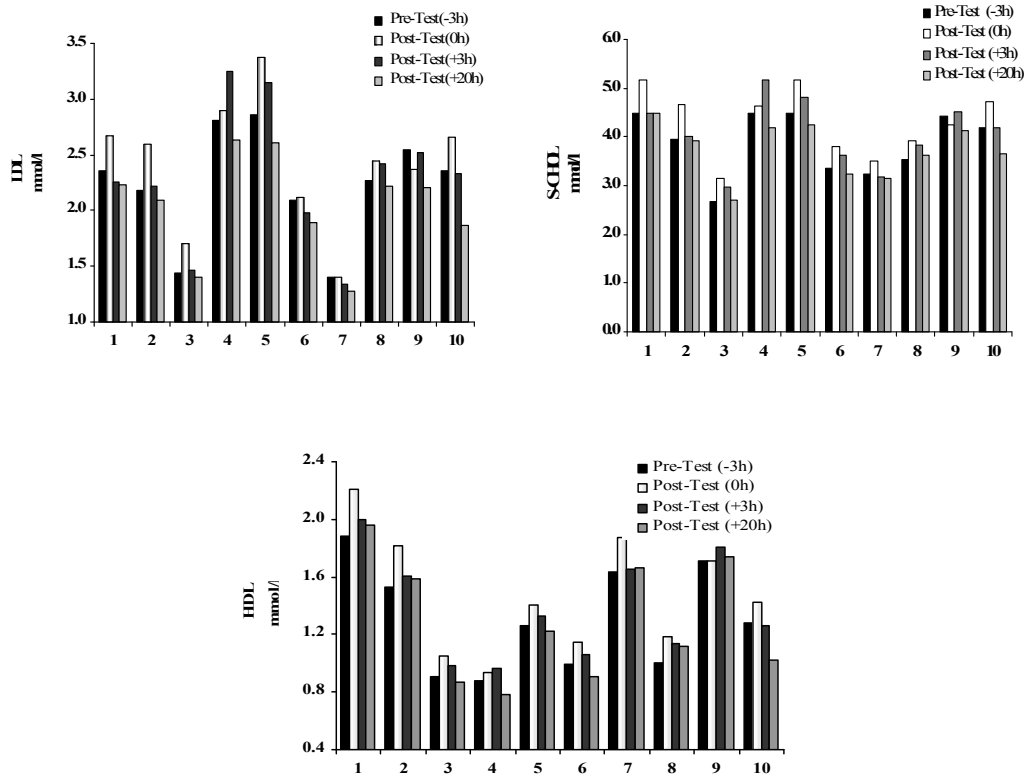 Pre-Test(-3h)
Post-Test(0h)
Post-Test(+3h)
Post-Test(+20h)
3.5
3.0
2.5
2.0
1.5
1.0
LDL
mmol/l
1 2 3 4 5 6 7 8 9 10
Pre-Test (-3h)
Post-Test (0h)
Post-Test (+3h)
Post-Test (+20h)
6.0
5.0
4.0
3.0
2.0
1.0
0.0
S-CHOL
mmol/l
1 2 3 4 5 6 7 8 9 10
Pre-Test (-3h)
Post-Test (0h)
Post-Test (+3h)
Post-Test (+20h)
2.4
2.0
1.6
1.2
0.8
0.4
HDL
mmol/l
1 2 3 4 5 6 7 8 9 10